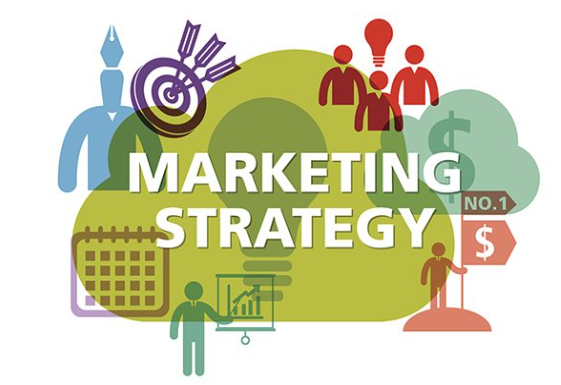 MARKETING
STRATEGY
$
NO.1
$